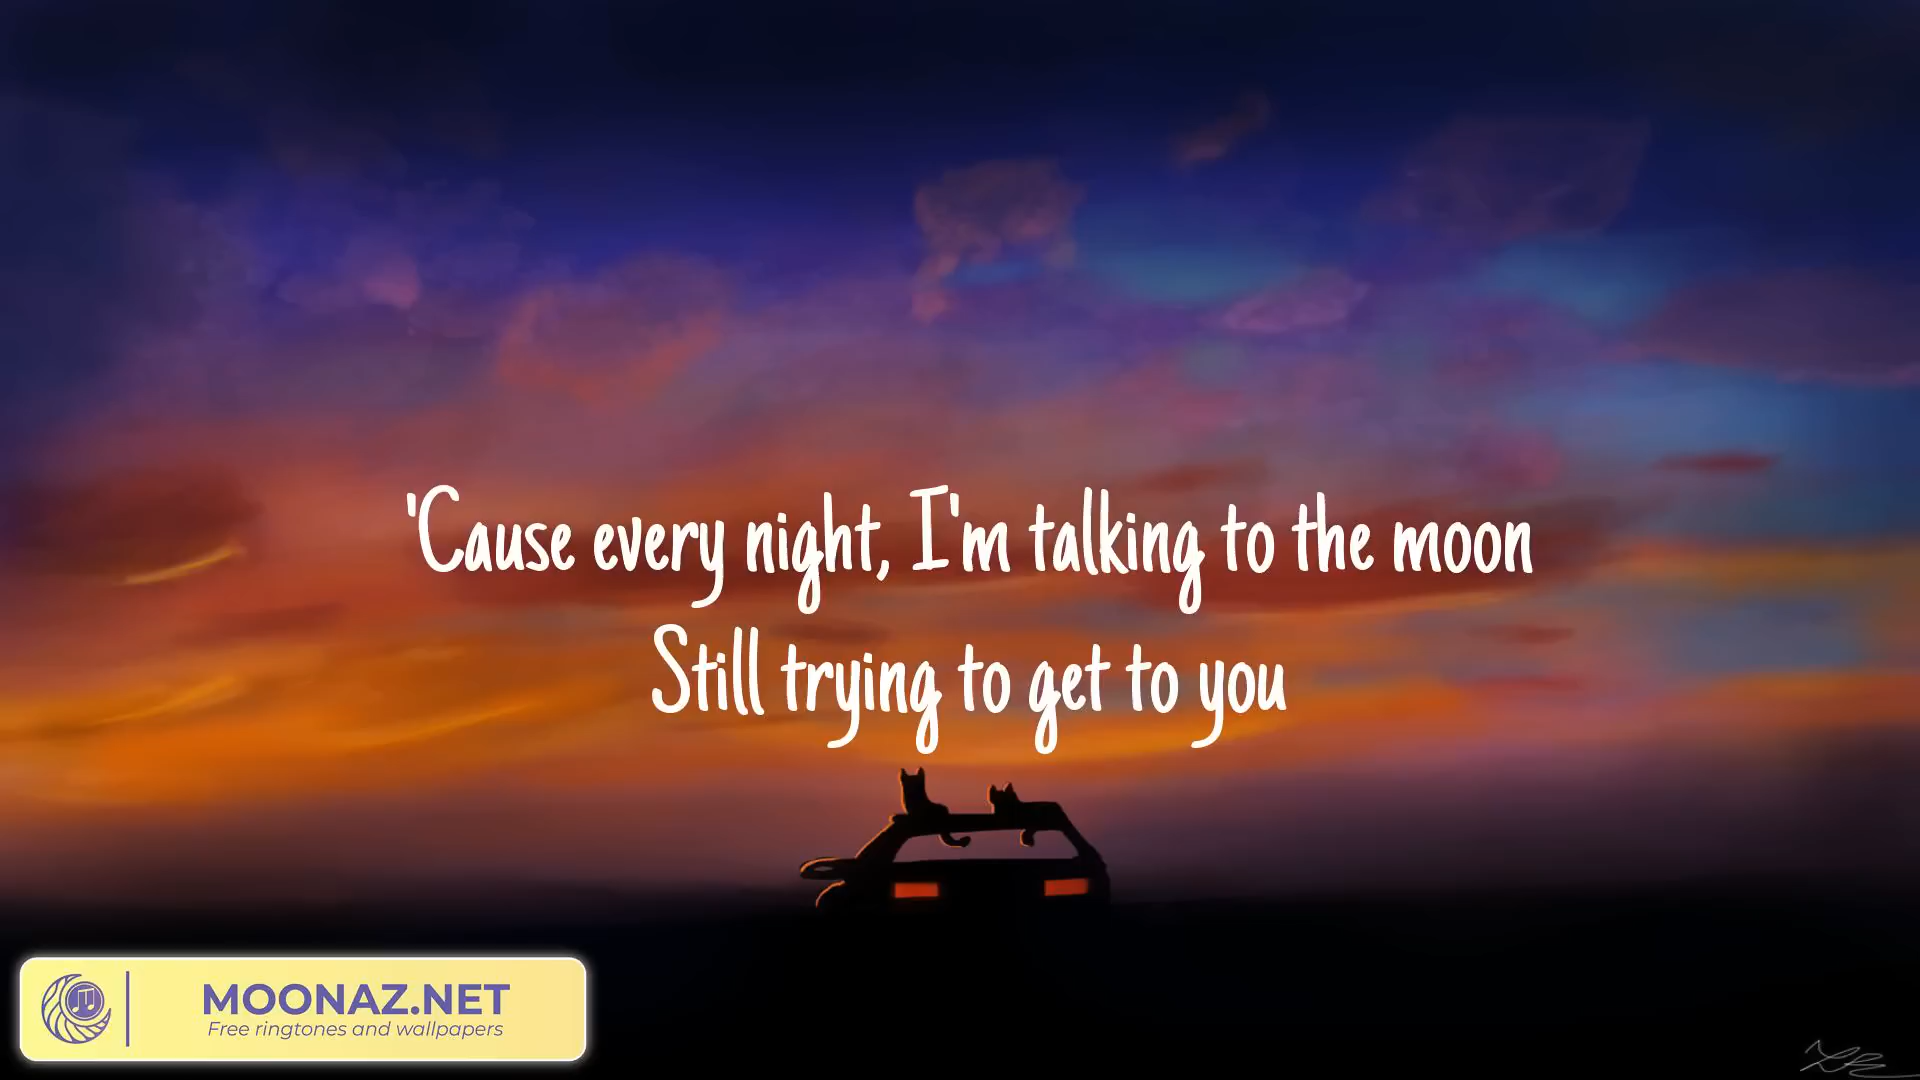 'Cause every night, I'm talking to the moon
Still trying to get to you
MOONAZ.NET
Free ringtones and wallpapers